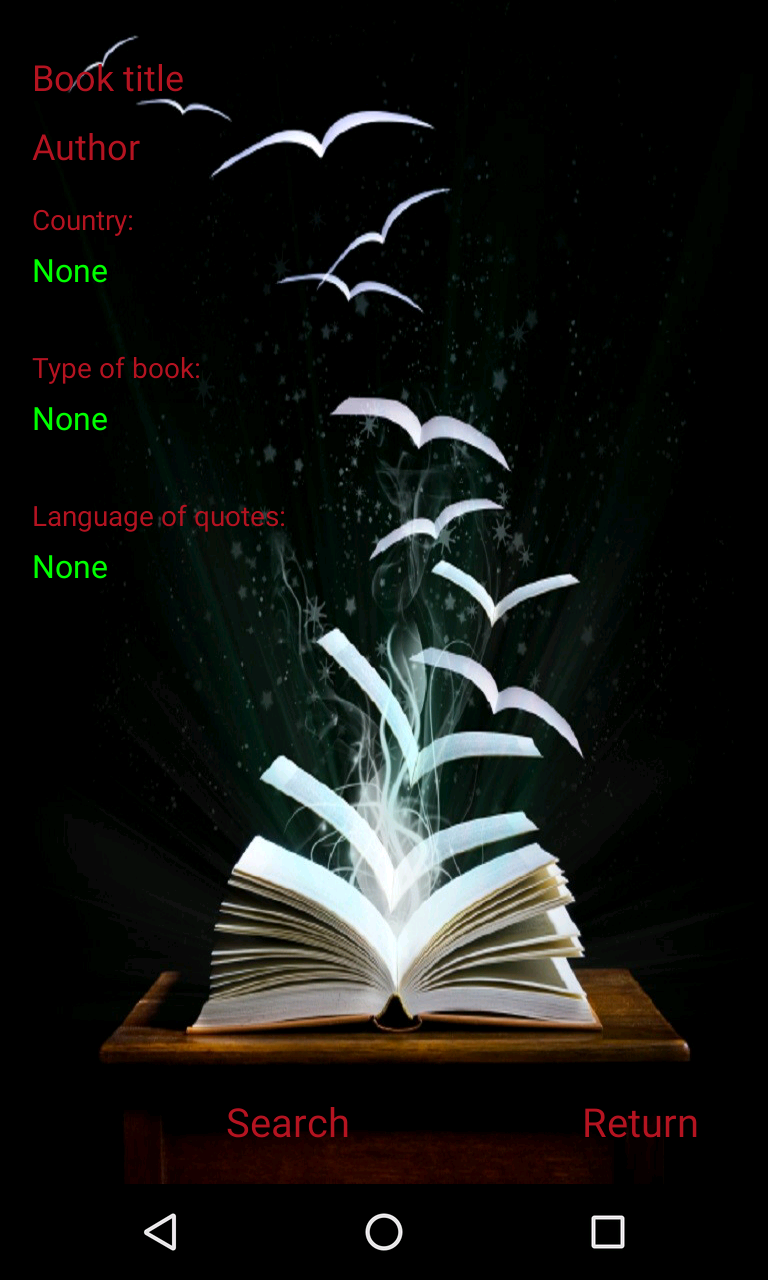 Book title
Author
Country:
None
Type of book:
None
Language of quotes:
None
Search
Return